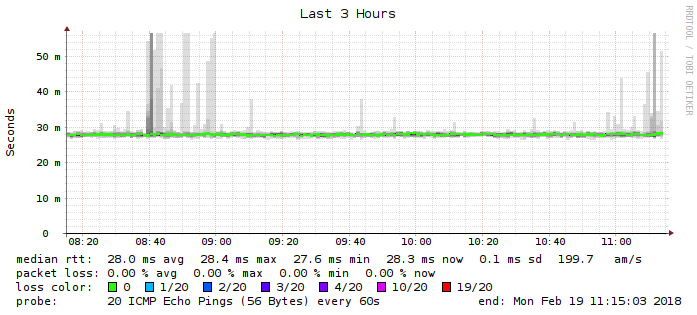 Last 3 Hours
RRDTOOL / TOBI OETIKER
Seconds
50 m
40 m
30 m
20 m
10 m
0
08:20 08:40 09:00 09:20 09:40 10:00 10:20 10:40 11:00
median rtt: 28.0 ms avg 28.4 ms max 27.6 ms min 28.3 ms now 0.1 ms sd 199.7 am/s
packet loss: 0.00 % avg 0.00 % max 0.00 % min 0.00 % now
loss color: 0 1/20 2/20 3/20 4/20 10/20 19/20
probe: 20 ICMP Echo Pings (56 Bytes) every 60s end: Mon Feb 19 11:15:03 2018